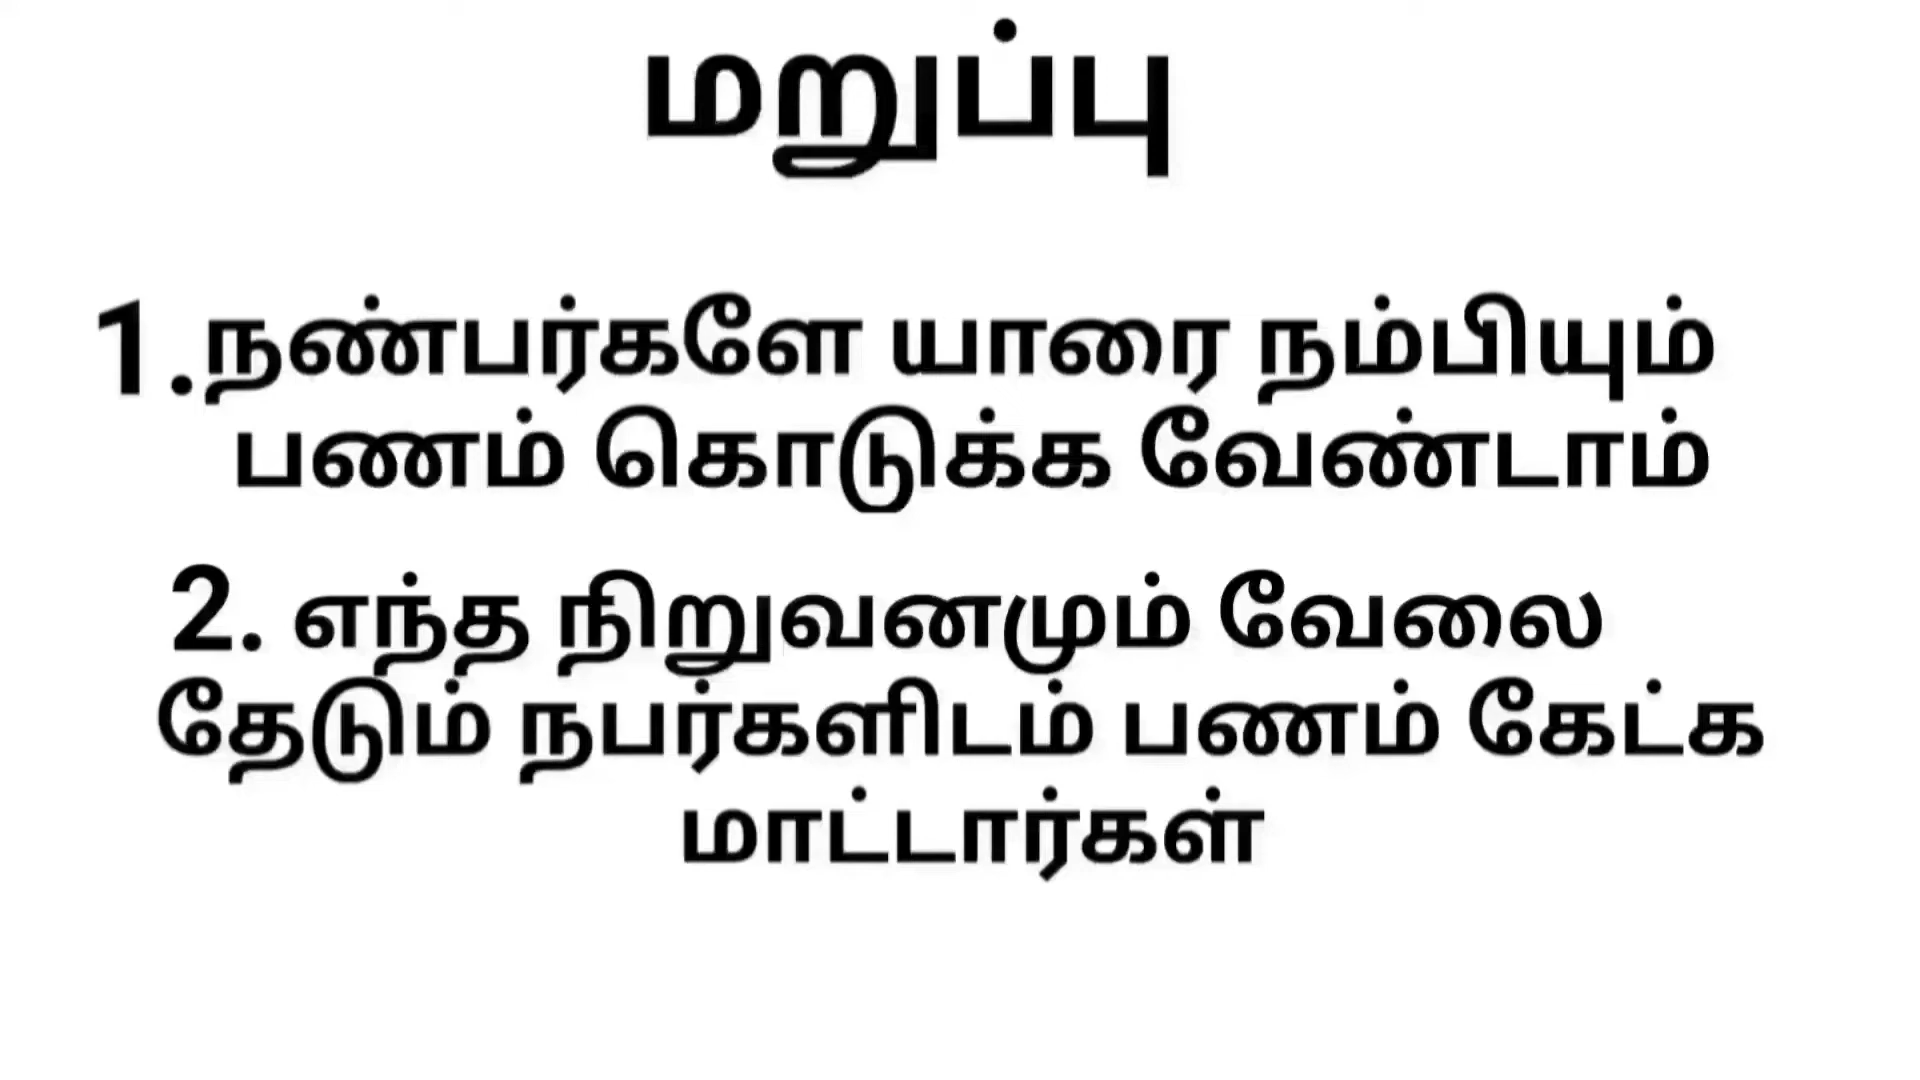 மறுப்பு
1.நண்பர்களே யாரை நம்பியும்
பணம் கொடுக்க வேண்டாம்
2. எந்த நிறுவனமும் வேலை
தேடும் நபர்களிடம் பணம் கேட்க
மாட்டார்கள்